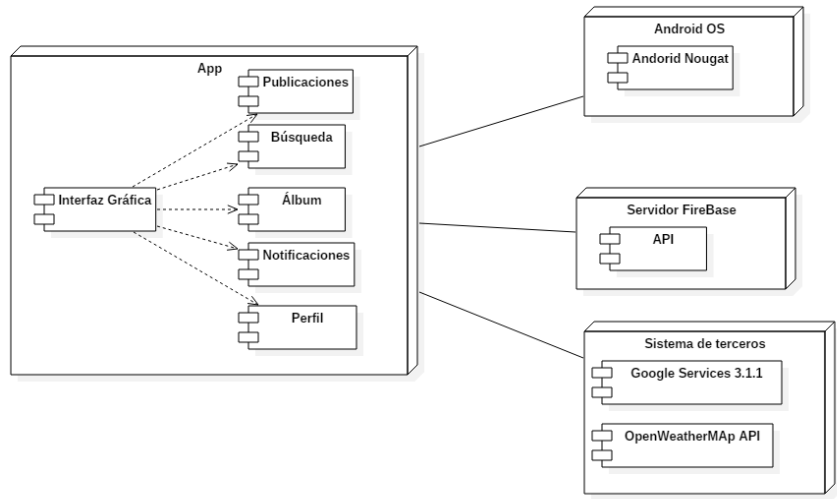 App
Publicaciones
Búsqueda
Interfaz Gráfica
Álbum
Notificaciones
Perfil
Android OS
Andorid Nougat
Servidor FireBase
API
Sistema de terceros
Google Services 3.1.1
OpenWeatherMAp API